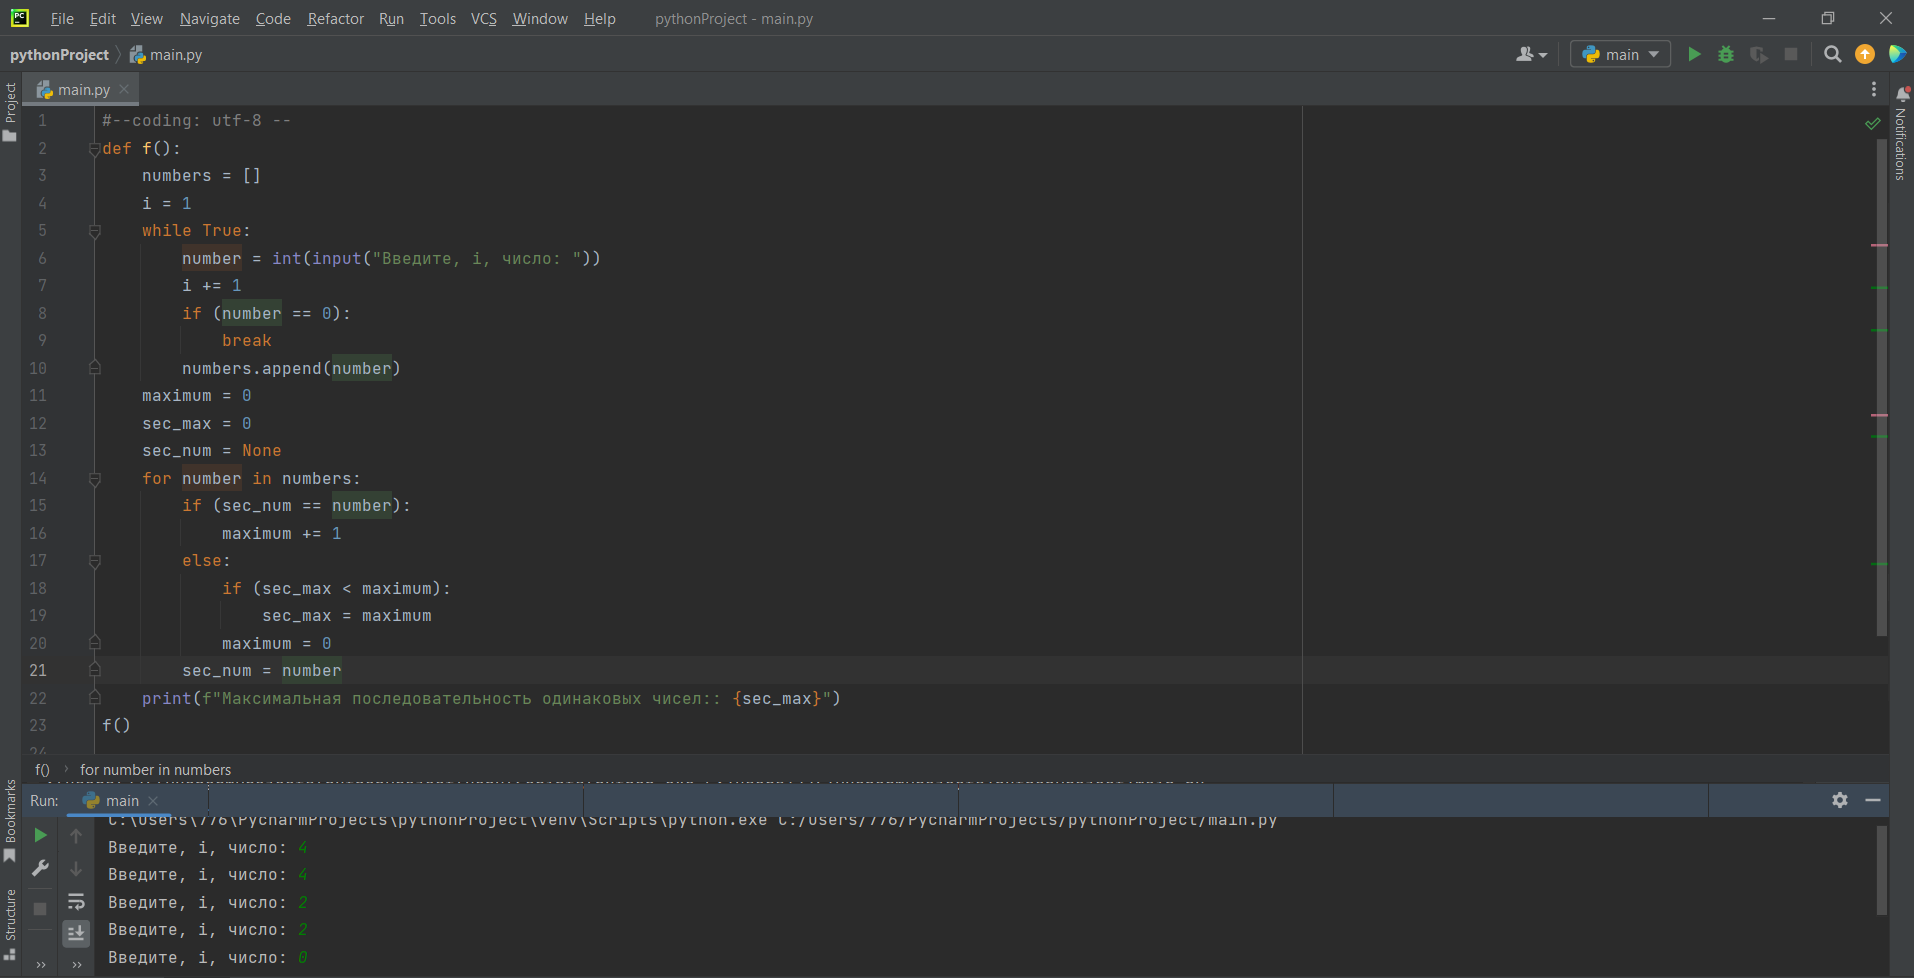 PC File Edit View Navigate Code Refactor Run Tools VCS Window Help pythonProject - main.py
pythonProject main.py main
Project
main.py
Notifications
1 #--coding: utf-8 --
2 def f():
3 numbers = []
4 i = 1
5 while True:
6 number = int(input("Введите, i, число: "))
7 i += 1
8 if (number == 0):
9 break
10 numbers.append(number)
11 maximum = 0
12 sec_max = 0
13 sec_num = None
14 for number in numbers:
15 if (sec_num == number):
16 maximum += 1
17 else:
18 if (sec_max < maximum):
19 sec_max = maximum
20 maximum = 0
21 sec_num = number
22 print(f"Максимальная последовательность одинаковых чисел:: {sec_max}")
23 f()
24
f() › for number in numbers
Bookmarks
Structure
Run: main
C:\Users\776\PycharmProjects\pythonProject\venv\Scripts\python.exe C:/Users/776/PycharmProjects/pythonProject/main.py
Введите, i, число: 4
Введите, i, число: 4
Введите, i, число: 2
Введите, i, число: 2
Введите, i, число: 0